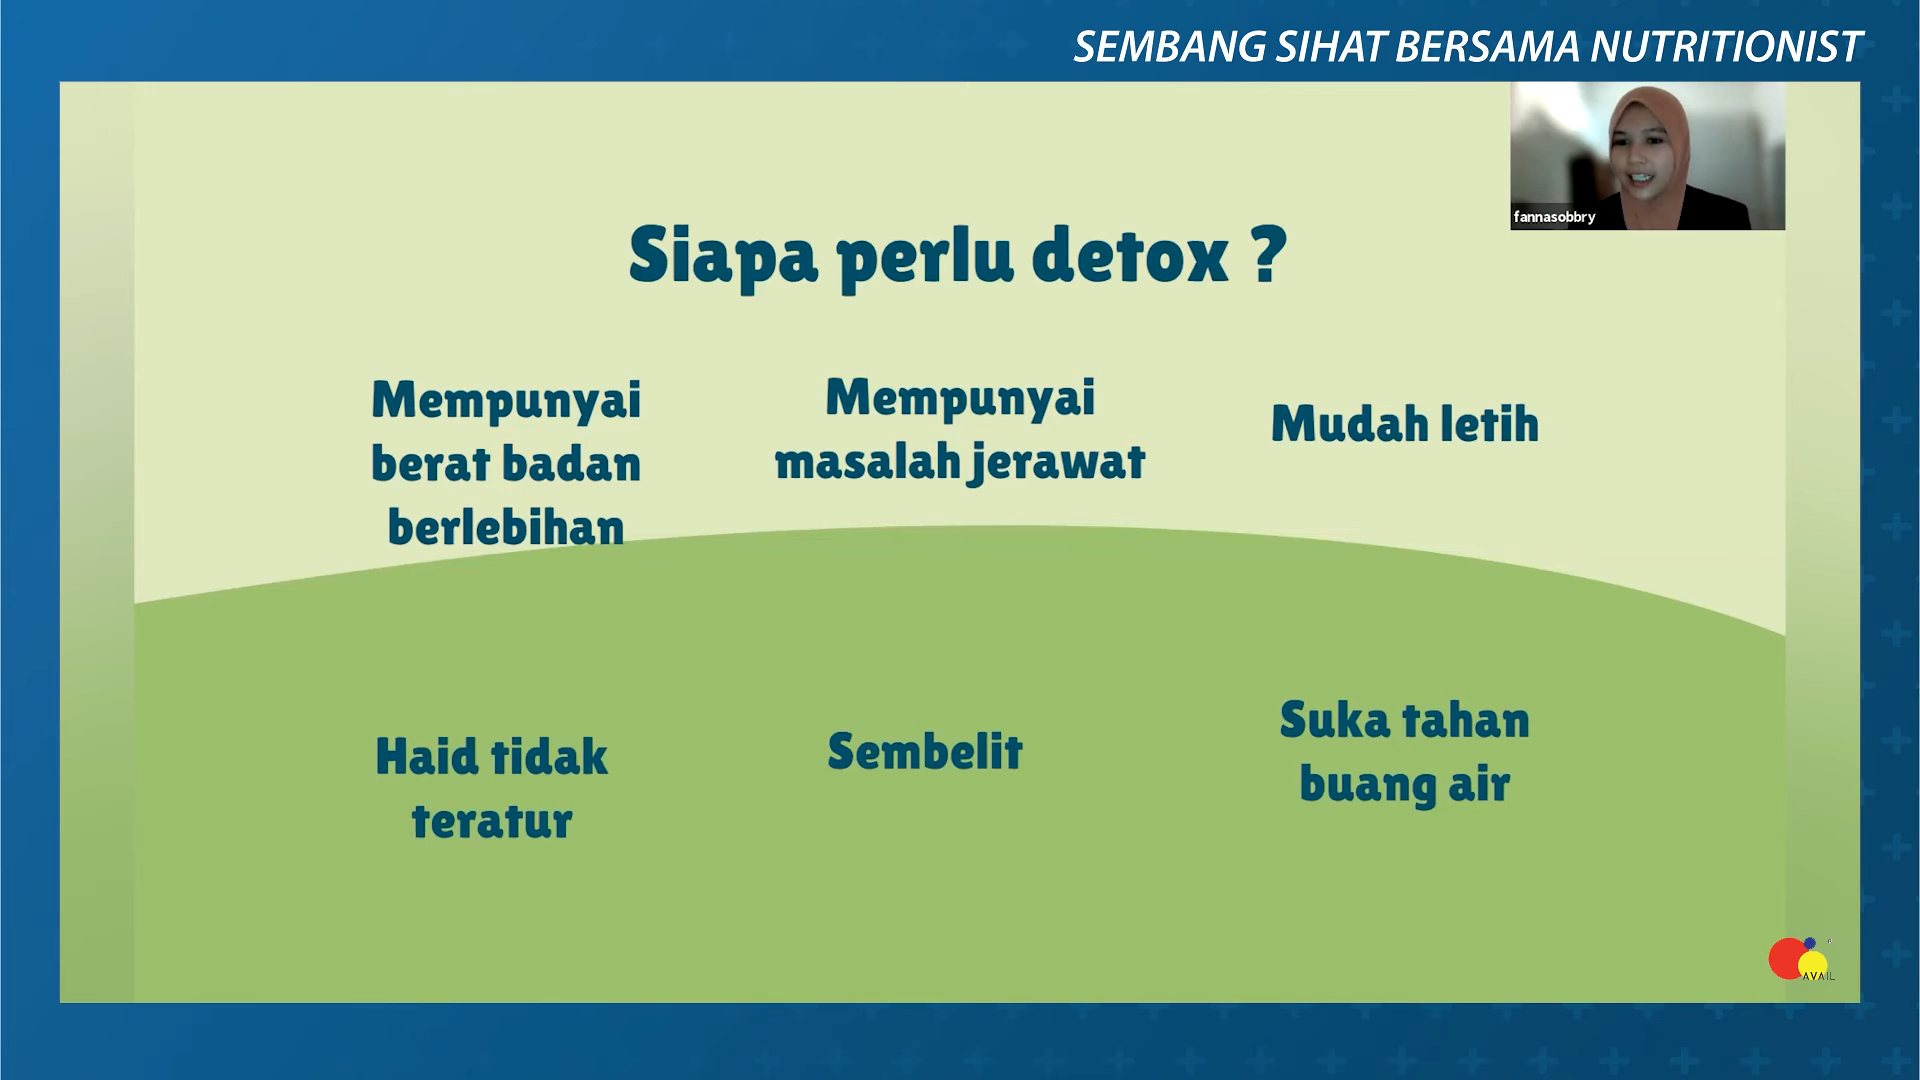 SEMBANG SIHAT BERSAMA NUTRITIONIST
fannasobbry
Siapa perlu detox ?
Mempunyai
berat badan
berlebihan
Mempunyai
masalah jerawat
Mudah letih
Haid tidak
teratur
Sembelit
Suka tahan
buang air
AVAIL